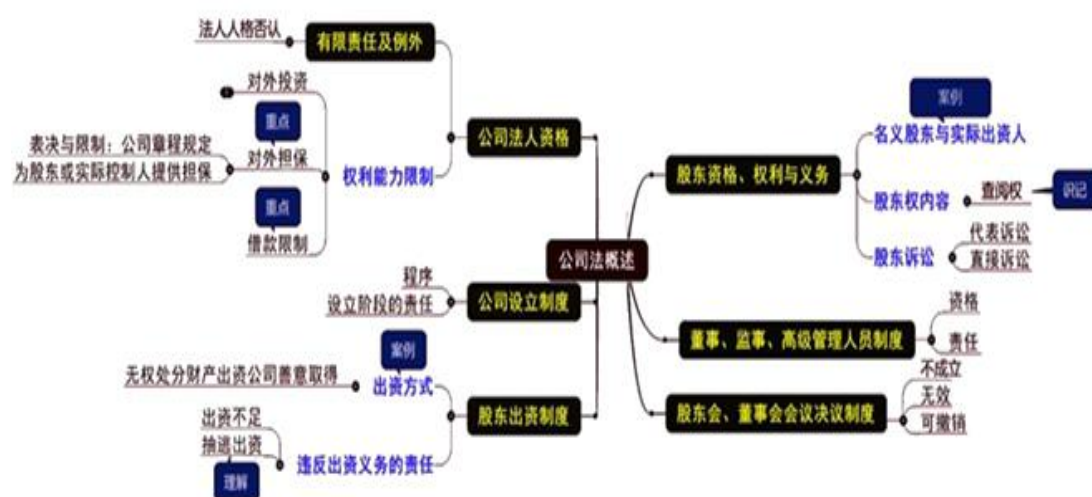 公司法概述
公司法人资格
有限责任及例外
法人人格否认
权利能力限制
对外投资
重点
对外担保
表决与限制：公司章程规定
为股东或实际控制人提供担保
重点
借款限制
公司设立制度
程序
设立阶段的责任
股东出资制度
案例
出资方式
无权处分财产出资公司善意取得
违反出资义务的责任
出资不足
抽逃出资
理解
股东资格、权利与义务
案例
名义股东与实际出资人
股东权内容
查阅权
识记
股东诉讼
代表诉讼
直接诉讼
董事、监事、高级管理人员制度
资格
责任
股东会、董事会会议决议制度
不成立
无效
可撤销